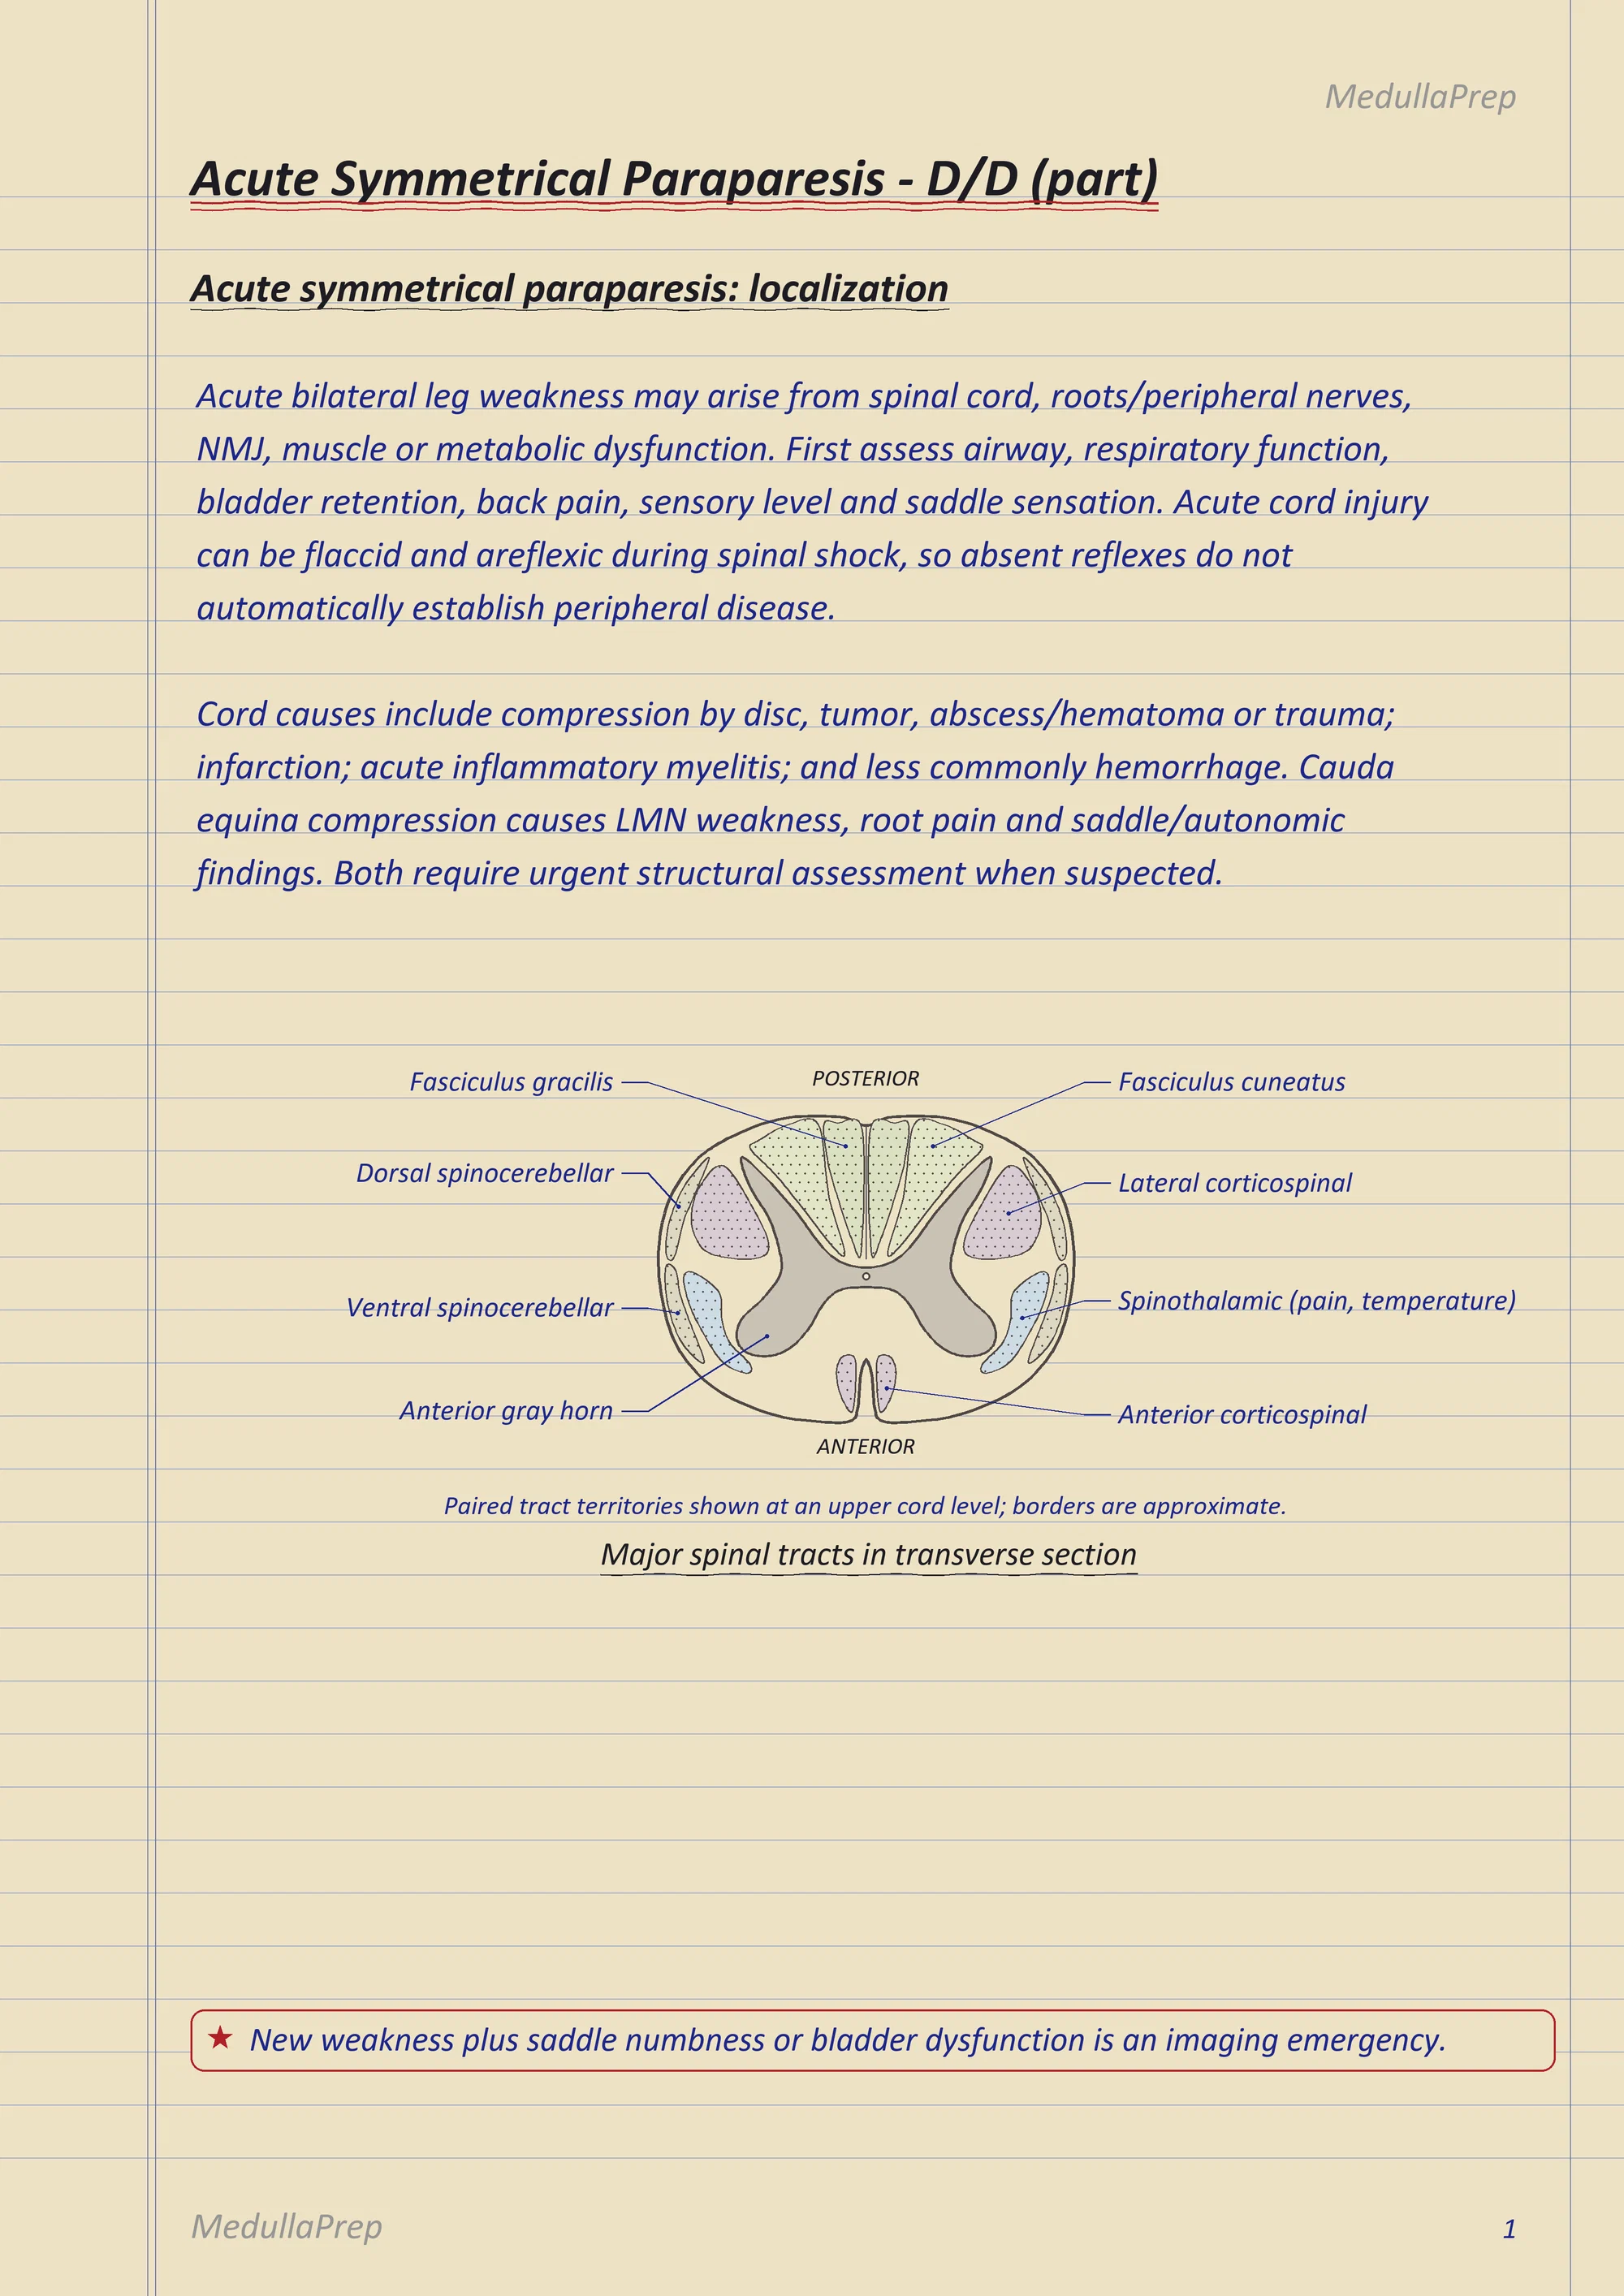 MedullaPrep
Acute Symmetrical Paraparesis - D/D (part)
Acute symmetrical paraparesis: localization
Acute bilateral leg weakness may arise from spinal cord, roots/peripheral nerves,
NMJ, muscle or metabolic dysfunction. First assess airway, respiratory function,
bladder retention, back pain, sensory level and saddle sensation. Acute cord injury
can be flaccid and areflexic during spinal shock, so absent reflexes do not
automatically establish peripheral disease.
Cord causes include compression by disc, tumor, abscess/hematoma or trauma;
infarction; acute inflammatory myelitis; and less commonly hemorrhage. Cauda
equina compression causes LMN weakness, root pain and saddle/autonomic
findings. Both require urgent structural assessment when suspected.
POSTERIOR
Fasciculus gracilis
Fasciculus cuneatus
Dorsal spinocerebellar
Lateral corticospinal
Ventral spinocerebellar
Spinothalamic (pain, temperature)
Anterior gray horn
Anterior corticospinal
ANTERIOR
Paired tract territories shown at an upper cord level; borders are approximate.
Major spinal tracts in transverse section
★ New weakness plus saddle numbness or bladder dysfunction is an imaging emergency.
MedullaPrep
1